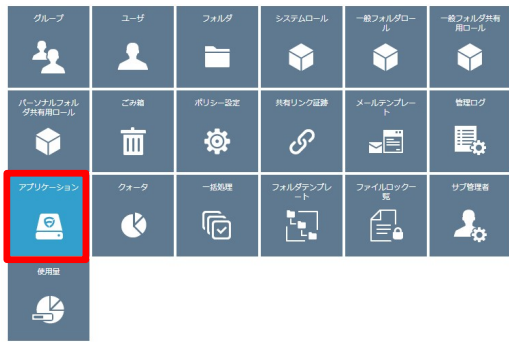 グループ
ユーザ
フォルダ
システムロール
一般フォルダロー
ル
一般フォルダ共有
用ロール
パーソナルフォル
ダ共有用ロール
ごみ箱
ポリシー設定
共有リンク証跡
メールテンプレー
ト
管理ログ
アプリケーション
クォータ
一括処理
フォルダテンプレ
ート
ファイルロック一
覧
サブ管理者
使用量